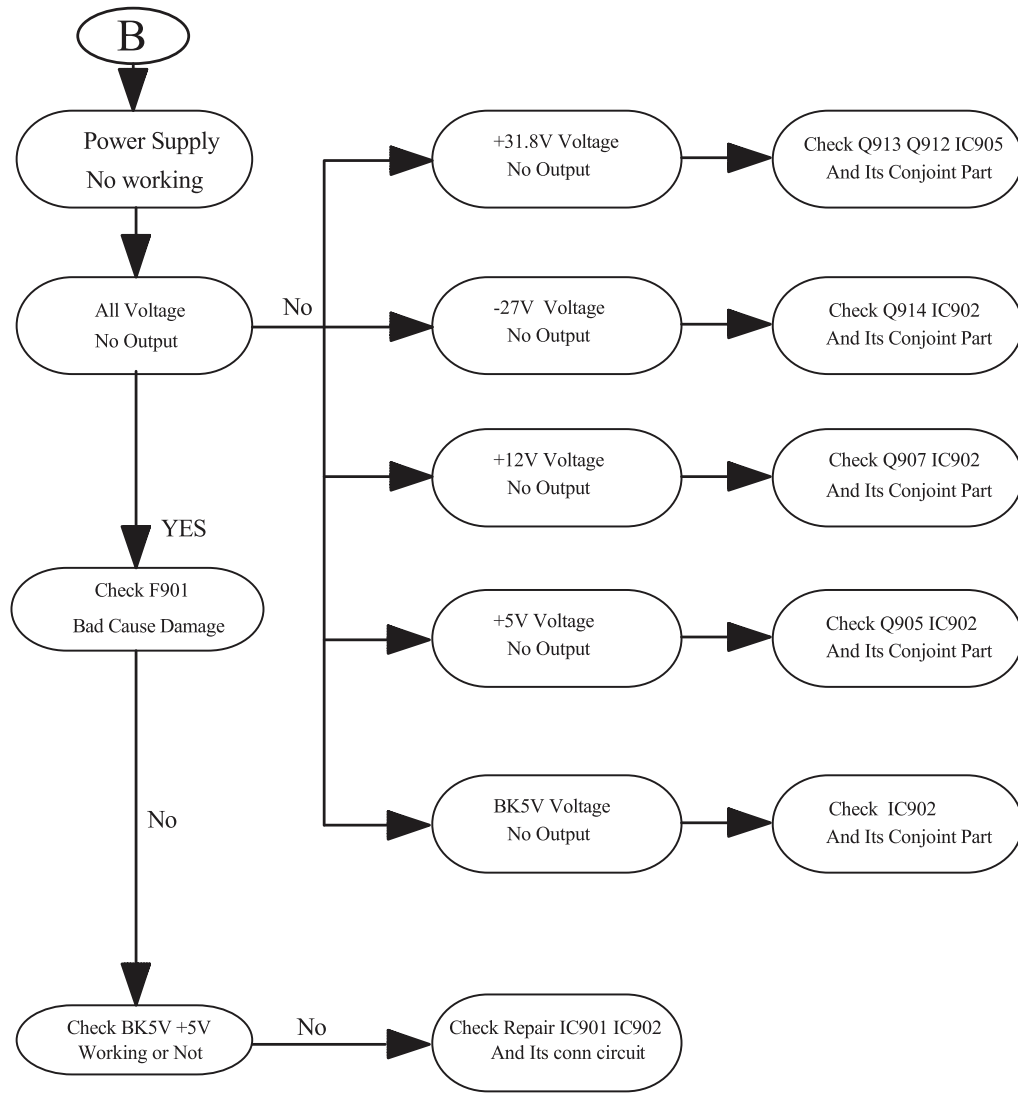 B
Power Supply
No working
All Voltage
No Output
No
YES
Check F901
Bad Cause Damage
No
Check BK5V +5V
Working or Not
No
Check Repair IC901 IC902
And Its conn circuit
+31.8V Voltage
No Output
Check Q913 Q912 IC905
And Its Conjoint Part
-27V Voltage
No Output
Check Q914 IC902
And Its Conjoint Part
+12V Voltage
No Output
Check Q907 IC902
And Its Conjoint Part
+5V Voltage
No Output
Check Q905 IC902
And Its Conjoint Part
BK5V Voltage
No Output
Check IC902
And Its Conjoint Part